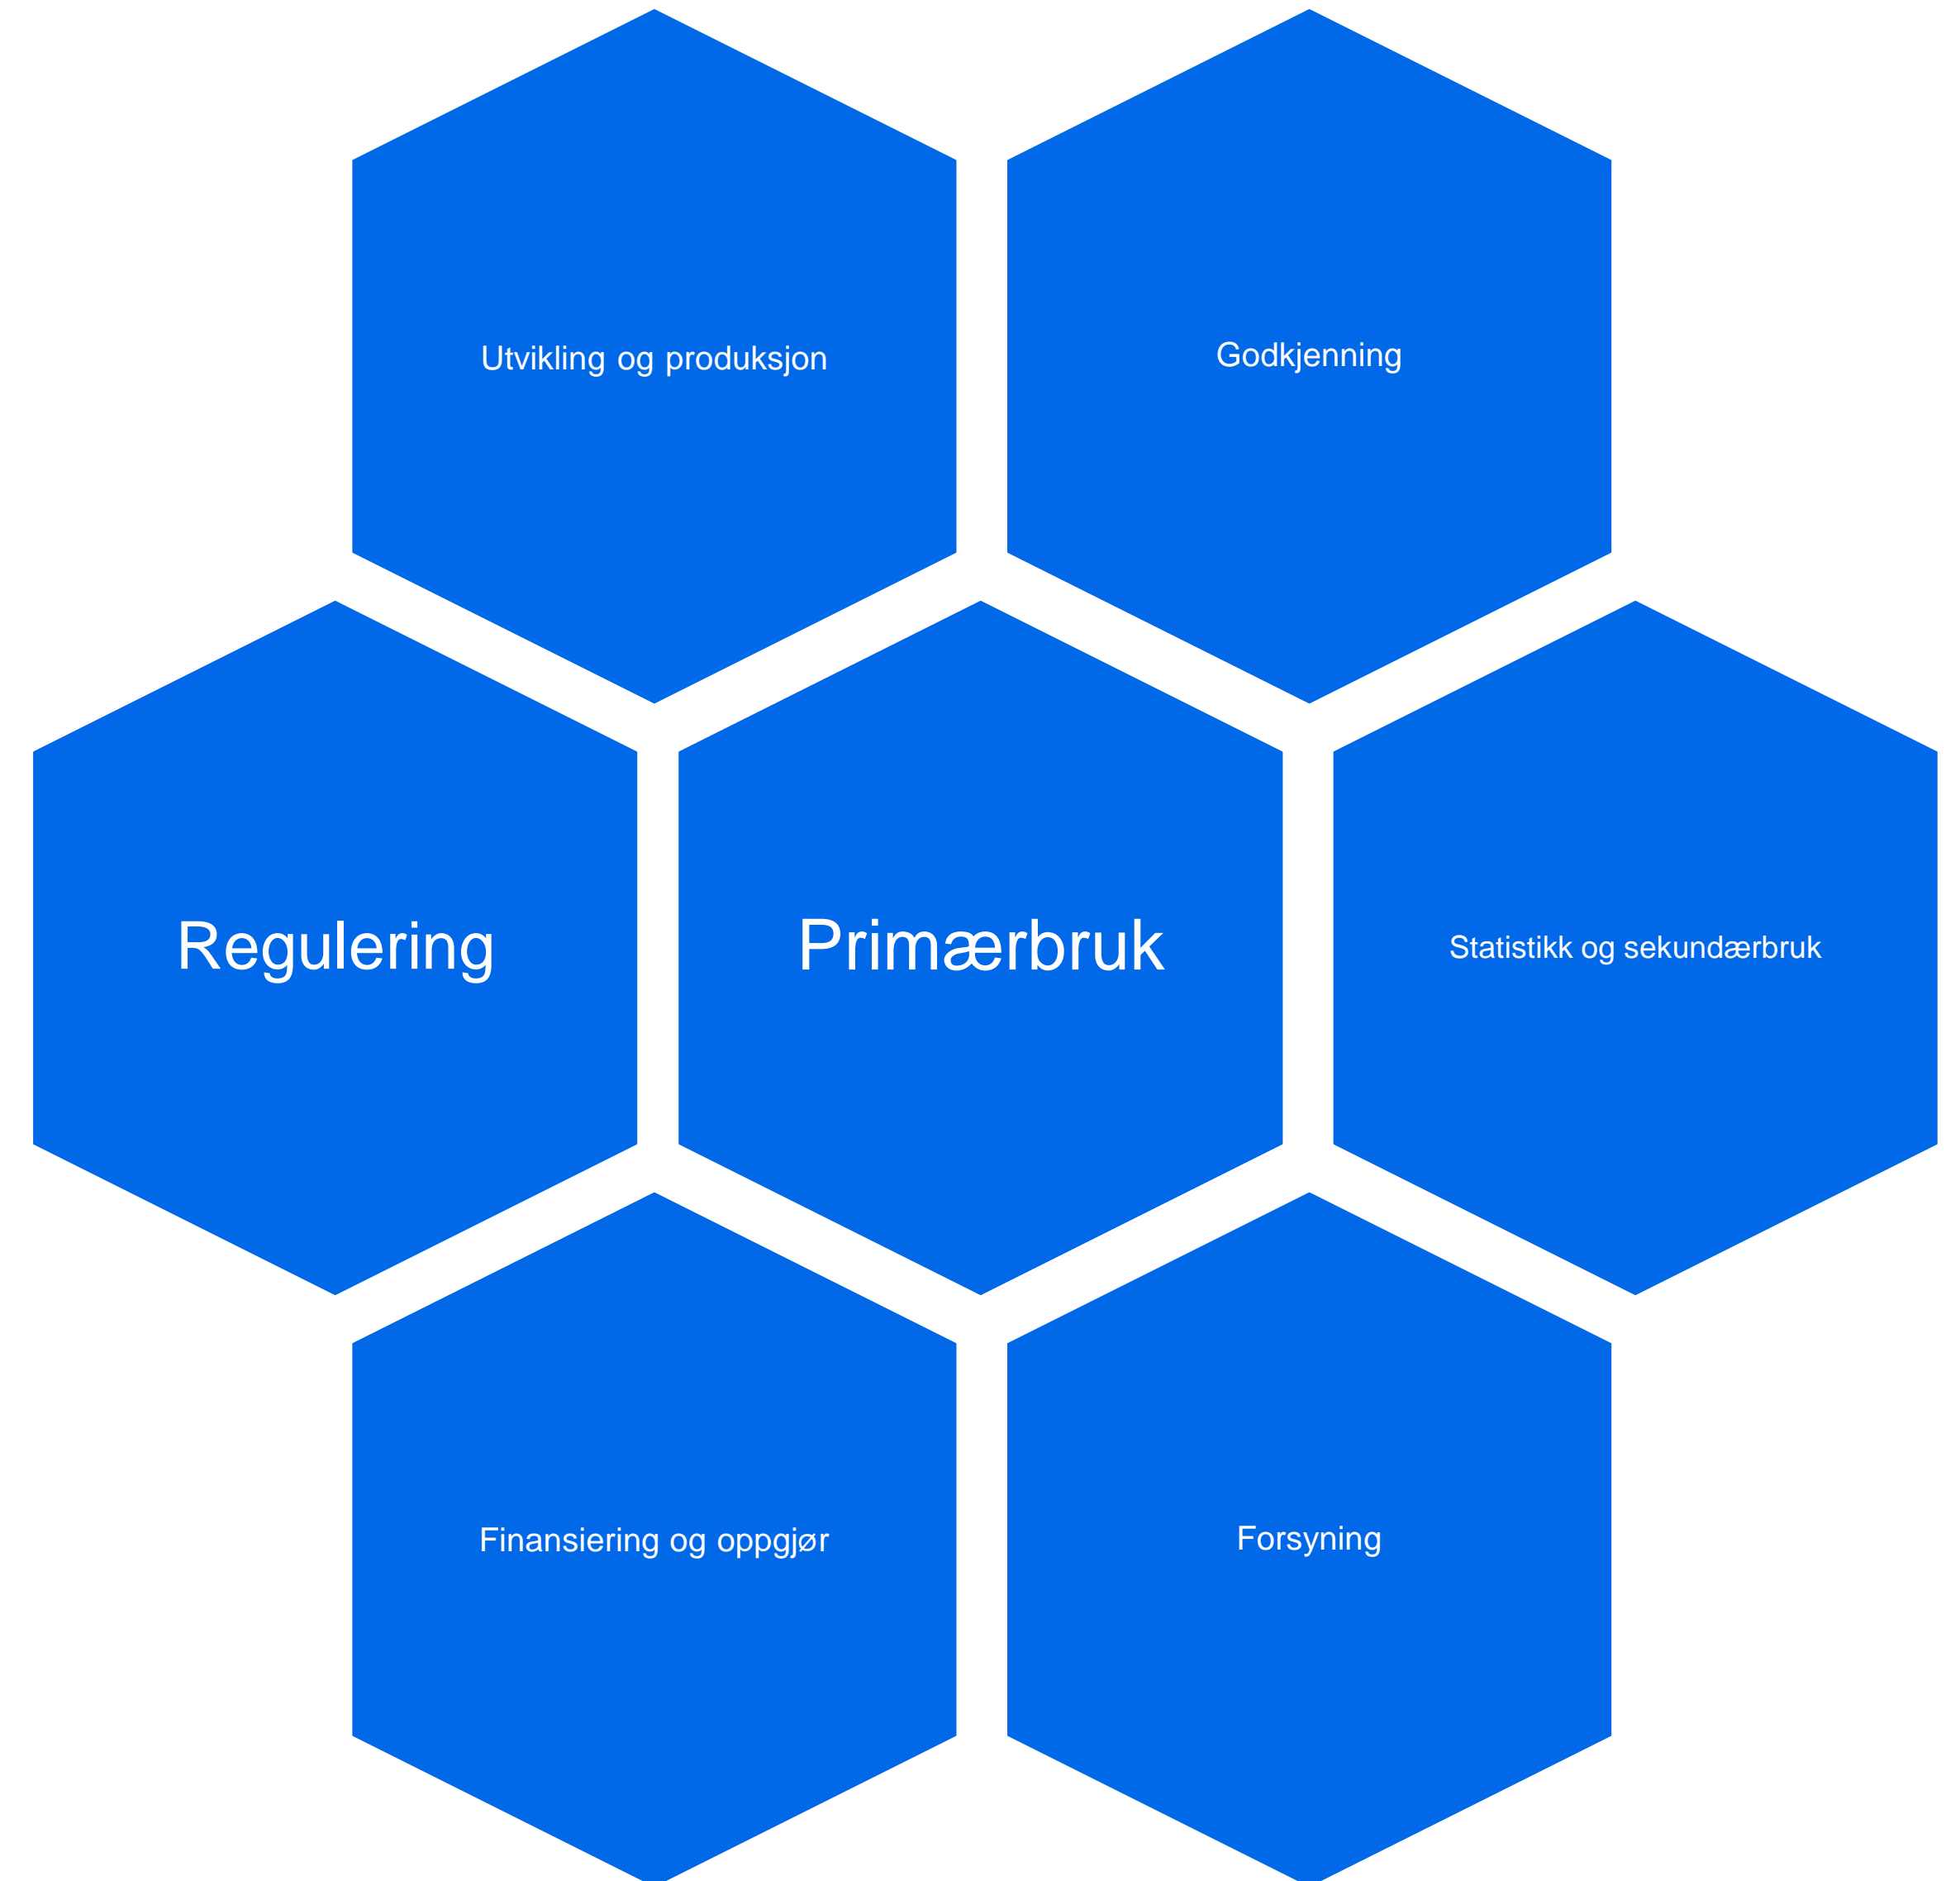 Utvikling og produksjon
Godkjenning
Regulering
Primærbruk
Statistikk og sekundærbruk
Finansiering og oppgjør
Forsyning